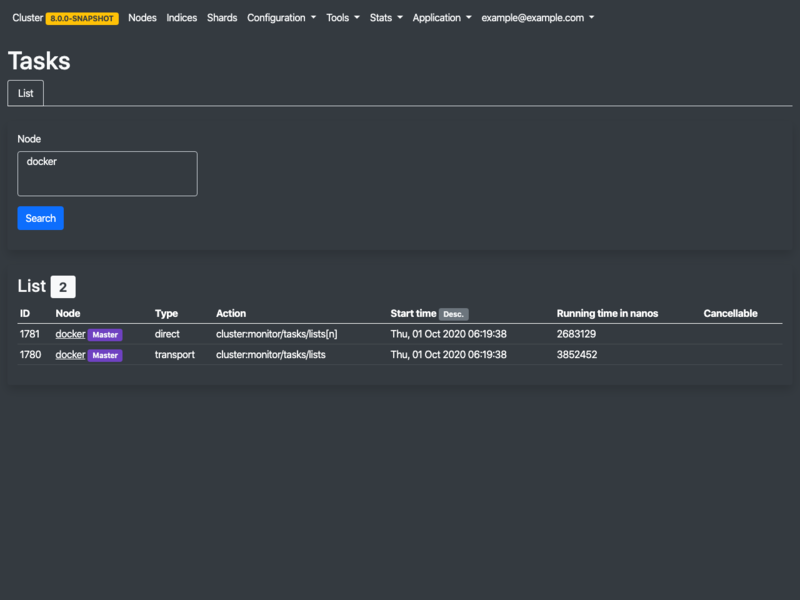 Cluster 8.0.0-SNAPSHOT Nodes Indices Shards Configuration Tools Stats Application example@example.com
Tasks
List
Node
docker
Search
List 2
ID Node Type Action Start time Desc. Running time in nanos Cancellable
1781 docker Master direct cluster:monitor/tasks/lists[n] Thu, 01 Oct 2020 06:19:38 2683129
1780 docker Master transport cluster:monitor/tasks/lists Thu, 01 Oct 2020 06:19:38 3852452